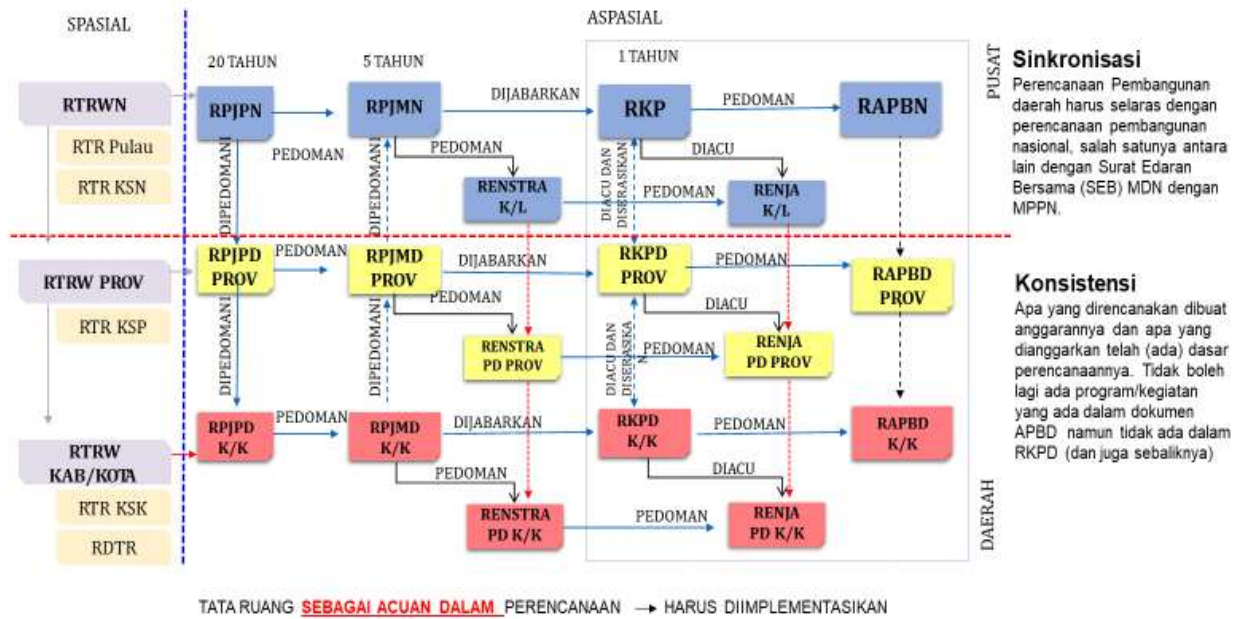 SPASIAL
ASPASIAL
20 TAHUN
5 TAHUN
1 TAHUN
PUSAT
RTRWN
RPJPN
RPJMN
DIJABARKAN
RKP
PEDOMAN
RAPBN
RTR Pulau
RTR KSN
DIPEDOMANI
PEDOMAN
DIPEDOMANI
PEDOMAN
RENSTRA
K/L
PEDOMAN
DIACU DAN
DISERASIKAN
DIACU
RENJA
K/L
RTRW PROV
RPJPD
PROV
PEDOMAN
RPJMD
PROV
DIJABARKAN
RKPD
PROV
PEDOMAN
RAPBD
PROV
RTR KSP
DIPEDOMANI
DIPEDOMANI
PEDOMAN
RENSTRA
PD PROV
PEDOMAN
DIACU DAN
DISERASIKA
N
DIACU
RENJA
PD PROV
RTRW
KAB/KOTA
RPJPD
K/K
PEDOMAN
RPJMD
K/K
DIJABARKAN
RKPD
K/K
PEDOMAN
RAPBD
K/K
RTR KSK
RDTR
PEDOMAN
RENSTRA
PD K/K
PEDOMAN
DIACU
RENJA
PD K/K
DAERAH
Sinkronisasi
Perencanaan Pembangunan
daerah harus selaras dengan
perencanaan pembangunan
nasional, salah satunya antara
lain dengan Surat Edaran
Bersama (SEB) MDN dengan
MPPN.
Konsistensi
Apa yang direncanakan dibuat
anggarannya dan apa yang
dianggarkan telah (ada) dasar
perencanaannya. Tidak boleh
lagi ada program/kegiatan
yang ada dalam dokumen
APBD namun tidak ada dalam
RKPD (dan juga sebaliknya)
TATA RUANG SEBAGAI ACUAN DALAM PERENCANAAN → HARUS DIIMPLEMENTASIKAN